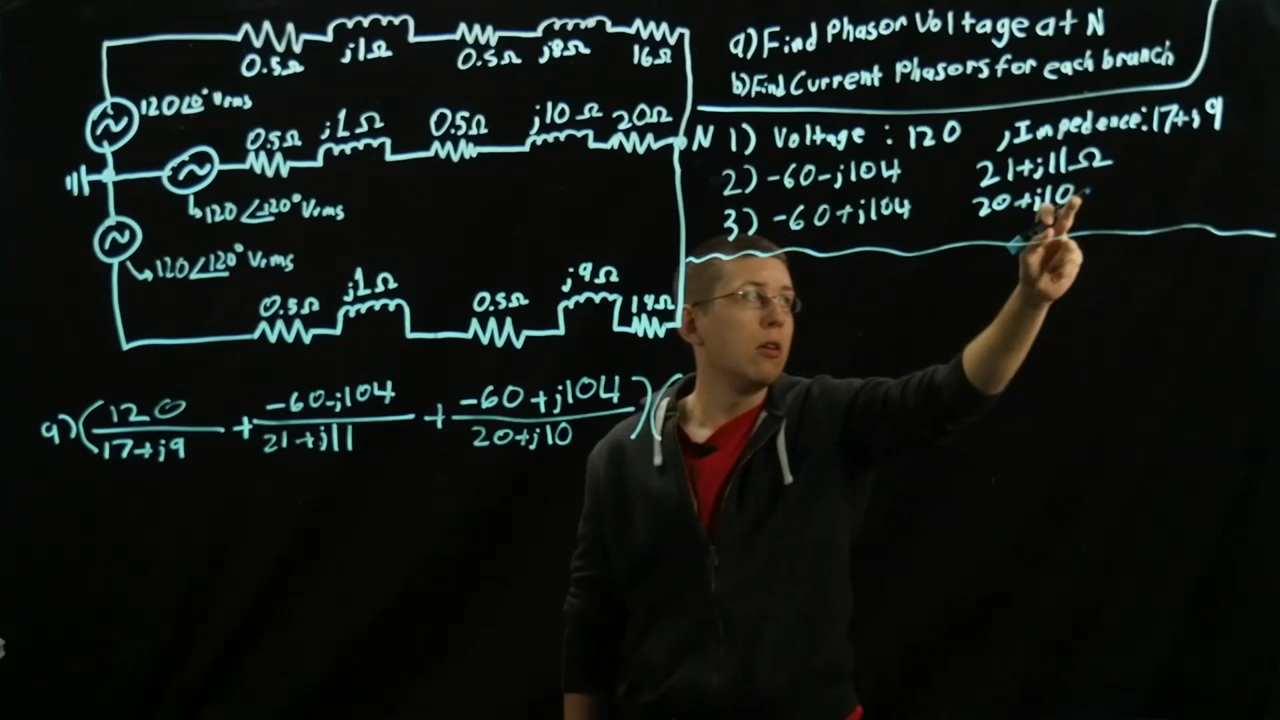 0.5Ω j1Ω 0.5Ω j8Ω 16Ω
120∠0° Vrms
0.5Ω j1Ω 0.5Ω j10Ω 20Ω
120∠-120° Vrms
120∠120° Vrms
0.5Ω j1Ω 0.5Ω j9Ω 19Ω
N
a) Find Phasor Voltage at N
b) Find Current Phasors for each branch
1) Voltage : 120 , Impedence: 17+j9
2) -60-j104 21+j11Ω
3) -60+j104 20+j10
a) ( 120 / 17+j9 + -60-j104 / 21+j11 + -60+j104 / 20+j10 ) (